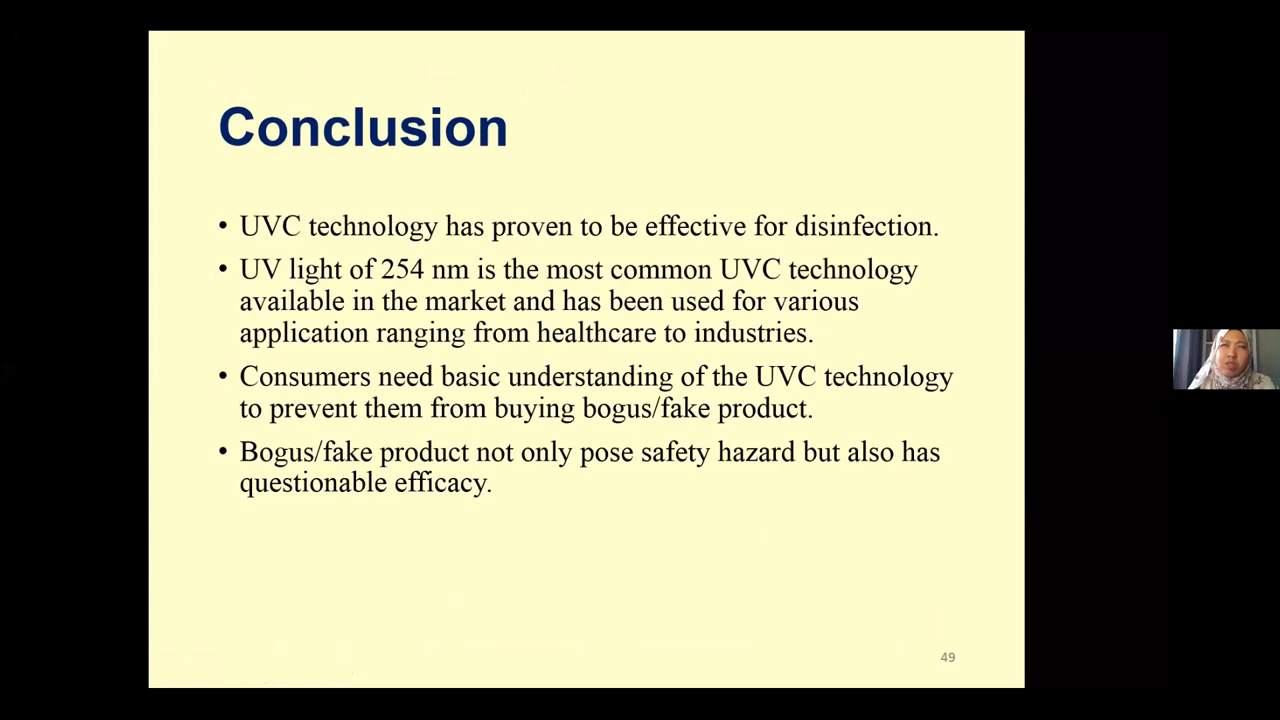 Conclusion
• UVC technology has proven to be effective for disinfection.
• UV light of 254 nm is the most common UVC technology
available in the market and has been used for various
application ranging from healthcare to industries.
• Consumers need basic understanding of the UVC technology
to prevent them from buying bogus/fake product.
• Bogus/fake product not only pose safety hazard but also has
questionable efficacy.
49